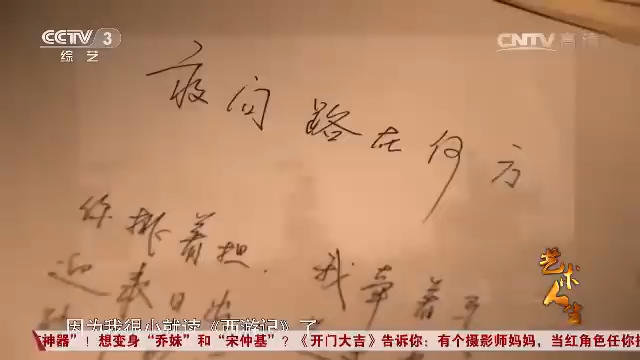 CCTV 3
综艺
CNTV 高清
敢问路在何方
你挑着担，我牵着马
迎来日出
艺术人生
因为我很小就读《西游记》了
神器”！想变身“乔妹”和“宋仲基”？《开门大吉》告诉你：有个摄影师妈妈，当红角色任你